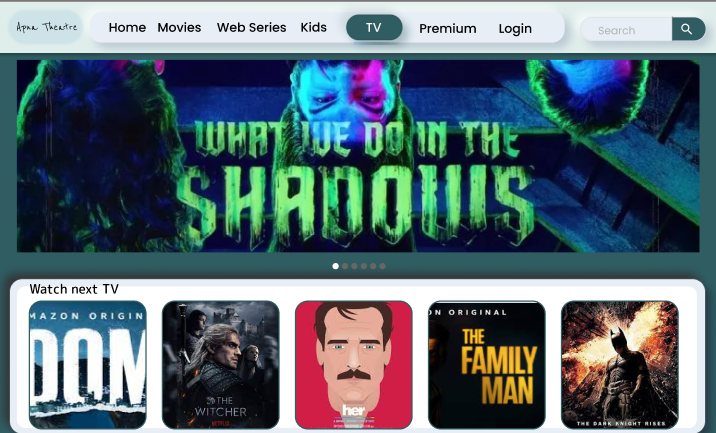 Apna Theatre
Home Movies Web Series Kids TV Premium Login
Search
WHAT WE DO IN THE
SHADOWS
Watch next TV
MAZON ORIGIN
DOM
THE
WITCHER
NETFLIX
her
ON ORIGINAL
THE
FAMILY
MAN
THE DARK KNIGHT RISES